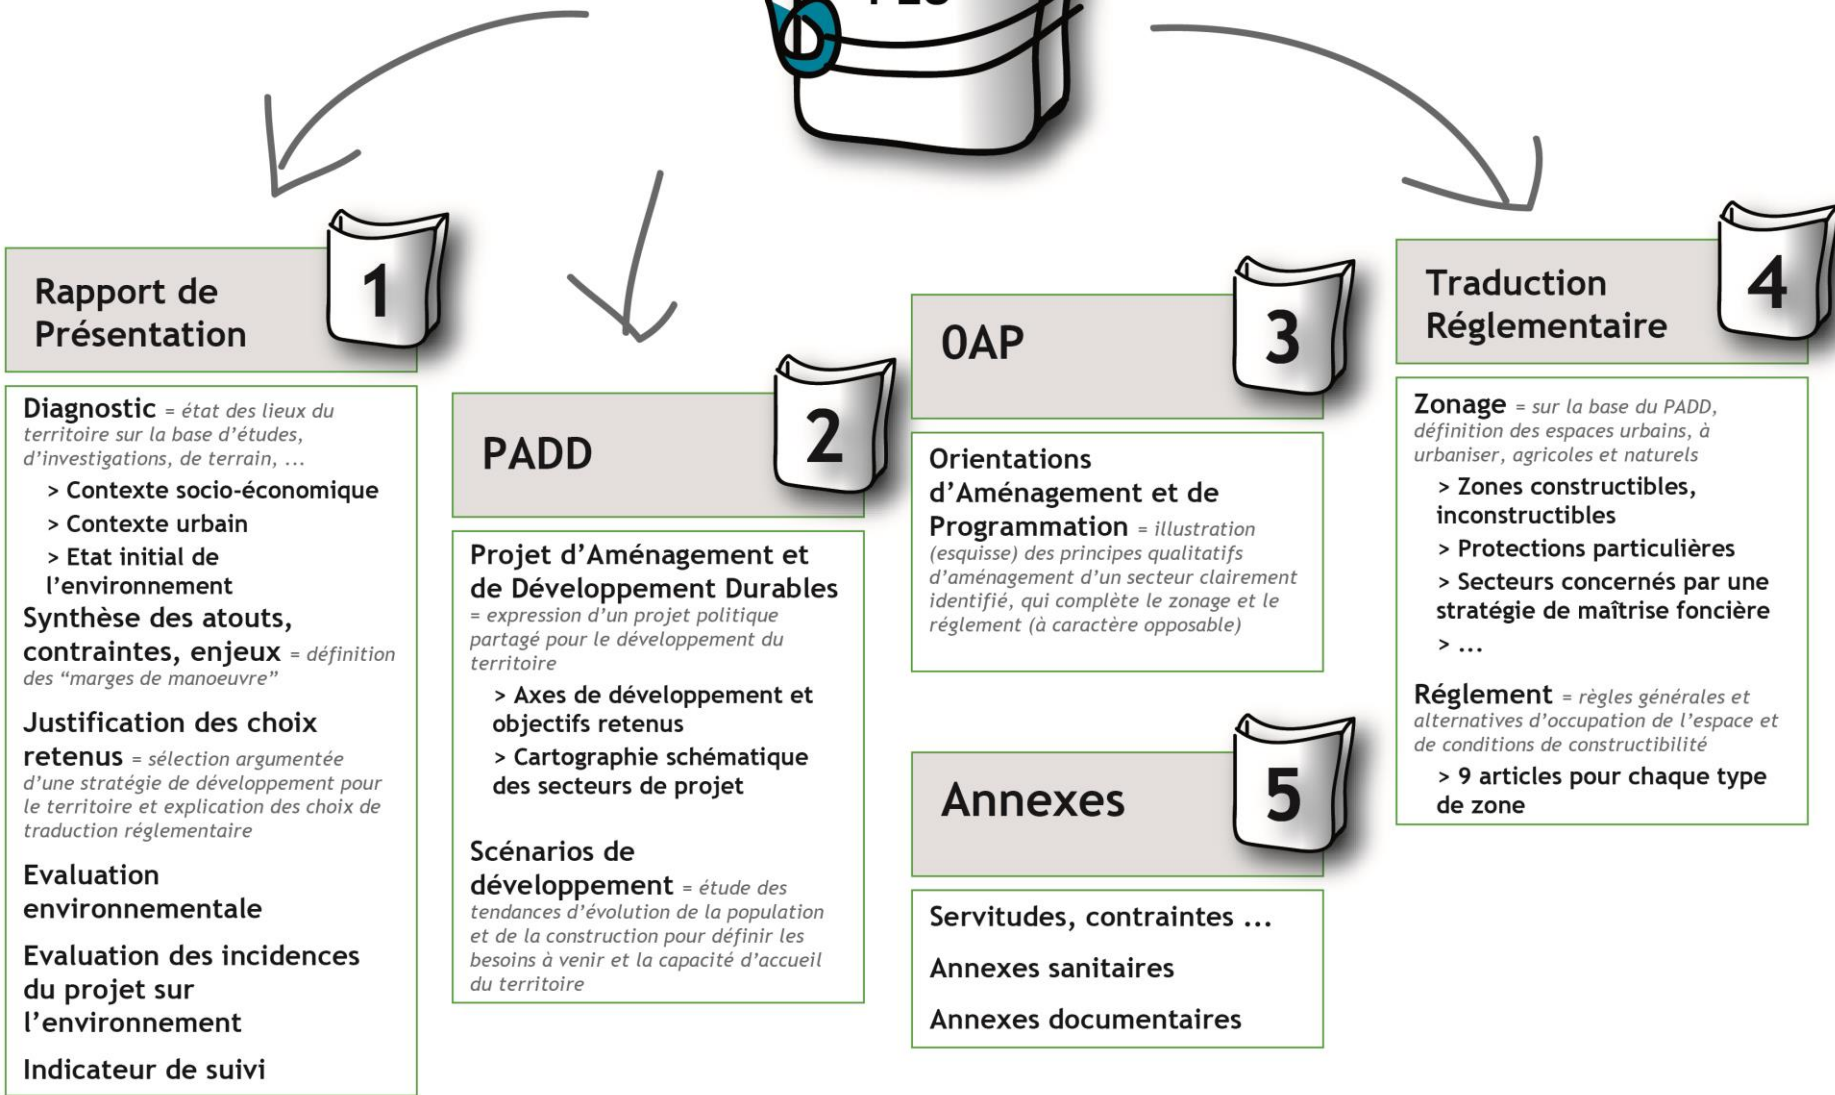 1
Rapport de
Présentation
Diagnostic = état des lieux du
territoire sur la base d'études,
d'investigations, de terrain, ...
> Contexte socio-économique
> Contexte urbain
> Etat initial de
l'environnement
Synthèse des atouts,
contraintes, enjeux = définition
des "marges de manoeuvre"
Justification des choix
retenus = sélection argumentée
d'une stratégie de développement pour
le territoire et explication des choix de
traduction réglementaire
Evaluation
environnementale
Evaluation des incidences
du projet sur
l'environnement
Indicateur de suivi
2
PADD
Projet d'Aménagement et
de Développement Durables
= expression d'un projet politique
partagé pour le développement du
territoire
> Axes de développement et
objectifs retenus
> Cartographie schématique
des secteurs de projet
Scénarios de
développement = étude des
tendances d'évolution de la population
et de la construction pour définir les
besoins à venir et la capacité d'accueil
du territoire
3
0AP
Orientations
d'Aménagement et de
Programmation = illustration
(esquisse) des principes qualitatifs
d'aménagement d'un secteur clairement
identifié, qui complète le zonage et le
réglement (à caractère opposable)
5
Annexes
Servitudes, contraintes ...
Annexes sanitaires
Annexes documentaires
4
Traduction
Réglementaire
Zonage = sur la base du PADD,
définition des espaces urbains, à
urbaniser, agricoles et naturels
> Zones constructibles,
inconstructibles
> Protections particulières
> Secteurs concernés par une
stratégie de maîtrise foncière
> ...
Réglement = règles générales et
alternatives d'occupation de l'espace et
de conditions de constructibilité
> 9 articles pour chaque type
de zone